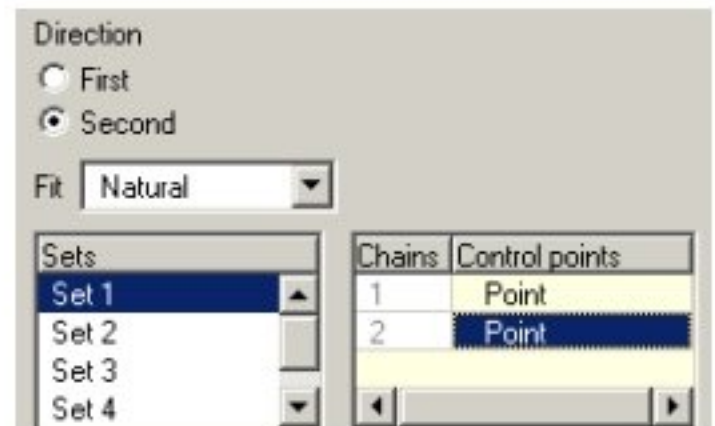 Direction
First
Second
Fit Natural
Sets
Set 1
Set 2
Set 3
Set 4
Chains Control points
1 Point
2 Point